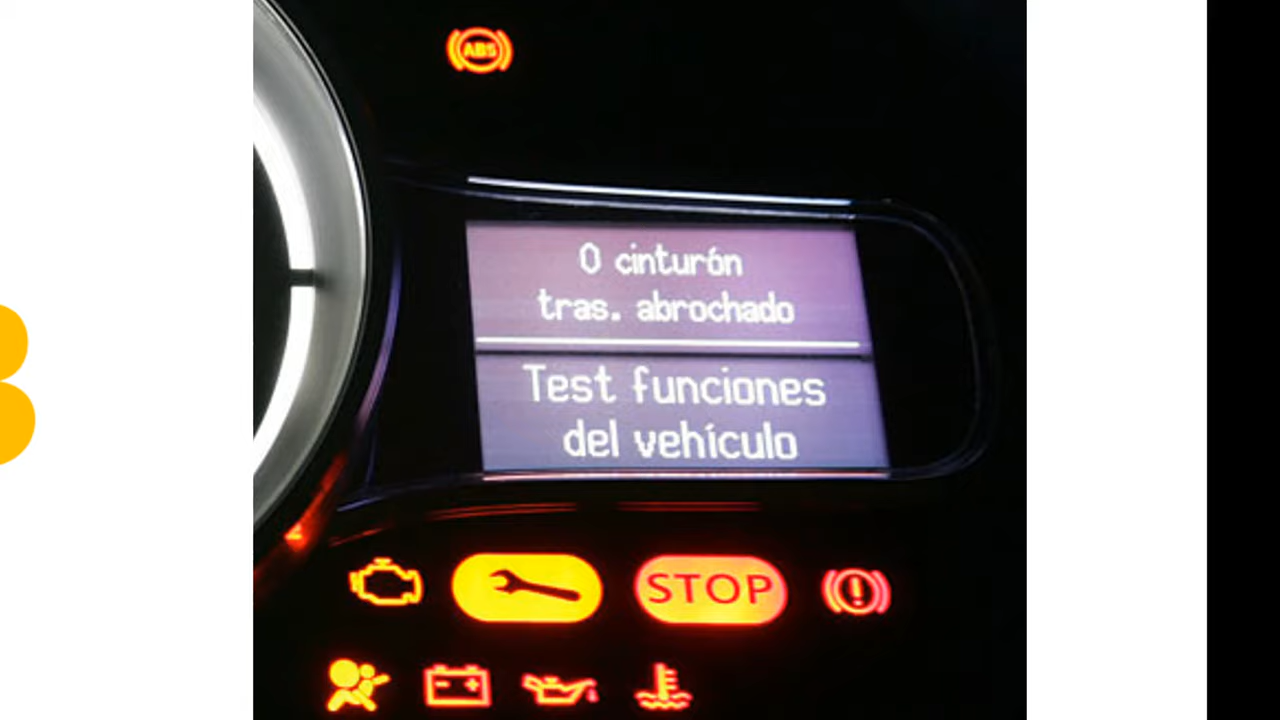 ABS
0 cinturón
tras. abrochado
Test funciones
del vehículo
STOP